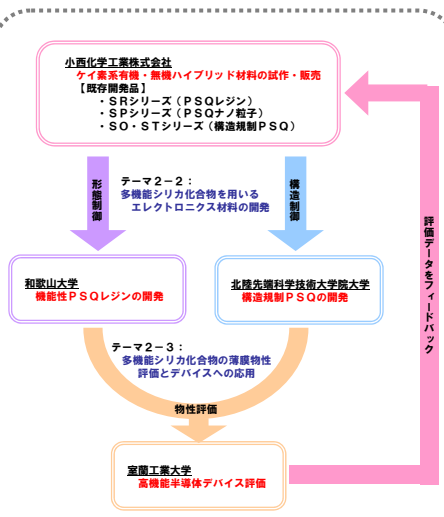 小西化学工業株式会社
ケイ素系有機・無機ハイブリッド材料の試作・販売
【既存開発品】
・ＳＲシリーズ（ＰＳＱレジン）
・ＳＰシリーズ（ＰＳＱナノ粒子）
・ＳＯ・ＳＴシリーズ（構造規制ＰＳＱ）
形態制御
テーマ２－２：
多機能シリカ化合物を用いる
エレクトロニクス材料の開発
構造制御
評価データをフィードバック
和歌山大学
機能性ＰＳＱレジンの開発
北陸先端科学技術大学院大学
構造規制ＰＳＱの開発
テーマ２－３：
多機能シリカ化合物の薄膜物性
評価とデバイスへの応用
物性評価
室蘭工業大学
高機能半導体デバイス評価